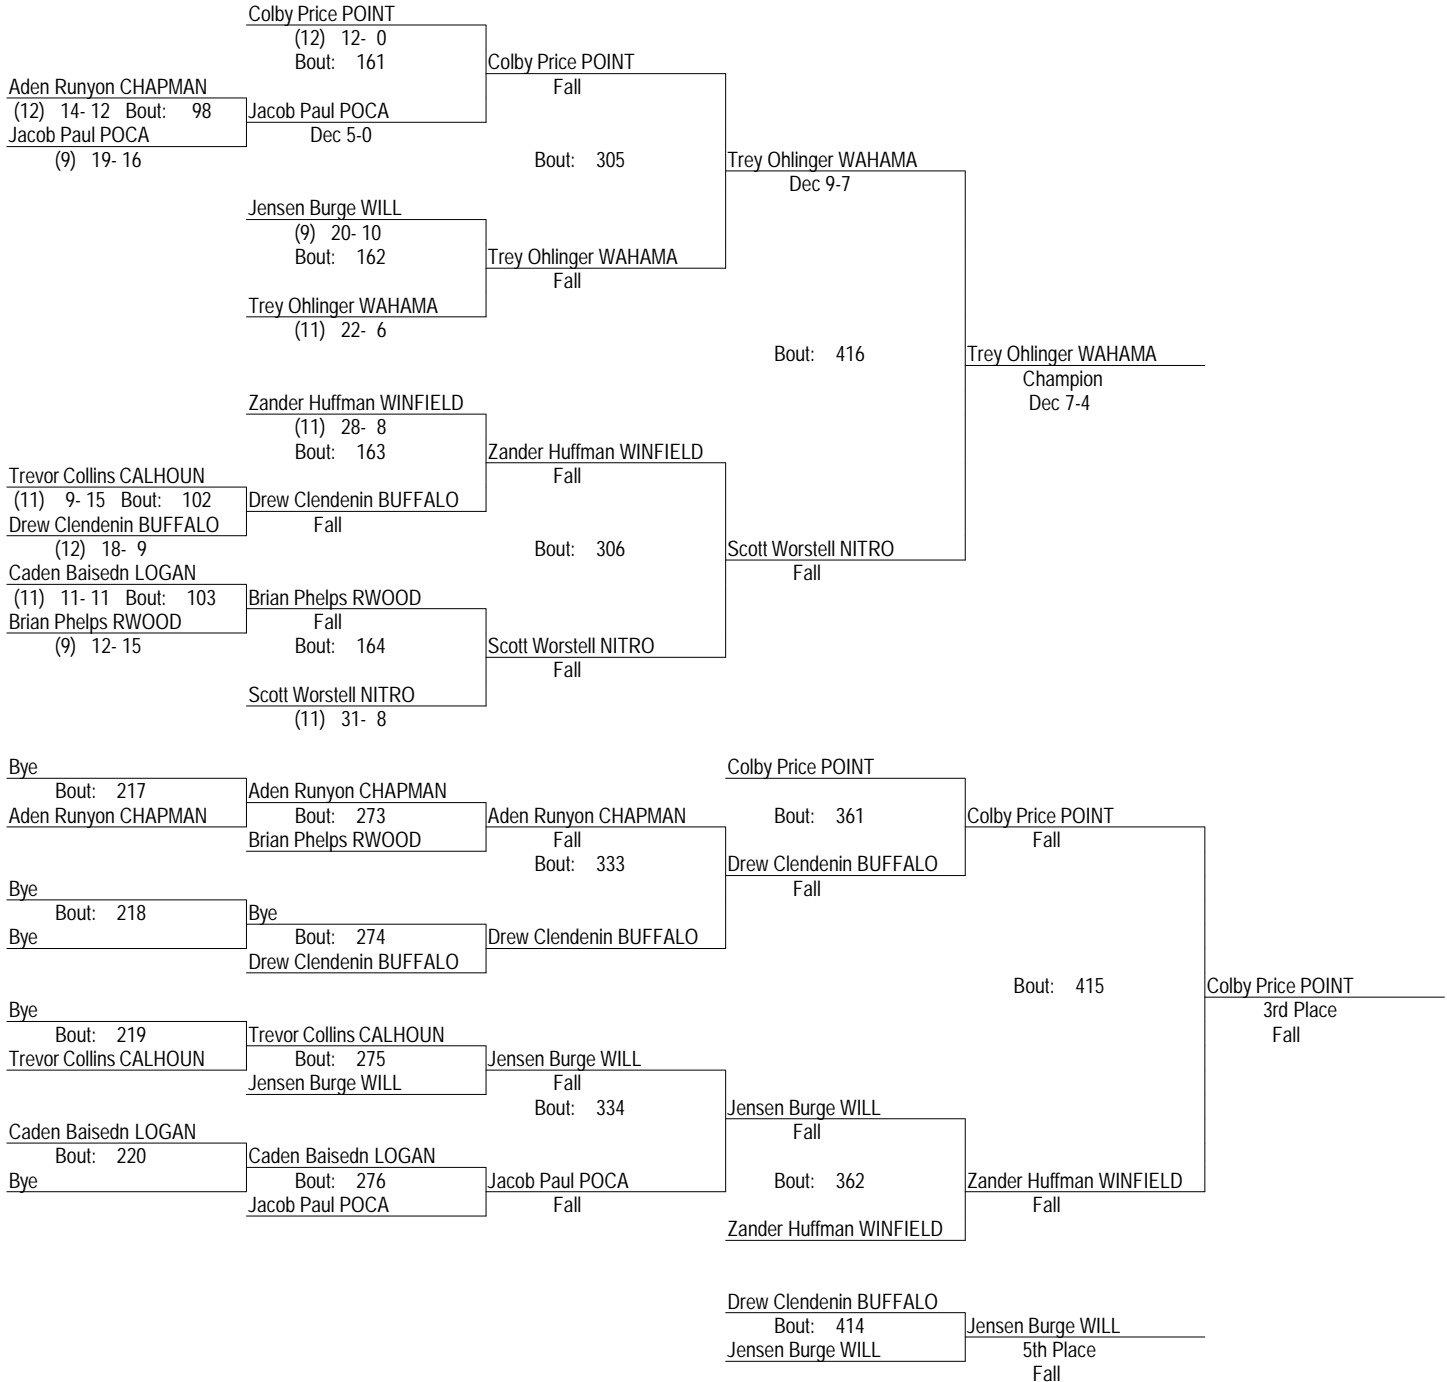 Colby Price POINT
(12) 12- 0
Bout: 161
Colby Price POINT
Fall
Aden Runyon CHAPMAN
(12) 14- 12 Bout: 98
Jacob Paul POCA
Jacob Paul POCA
Dec 5-0
(9) 19- 16
Bout: 305
Trey Ohlinger WAHAMA
Dec 9-7
Jensen Burge WILL
(9) 20- 10
Bout: 162
Trey Ohlinger WAHAMA
Fall
Trey Ohlinger WAHAMA
(11) 22- 6
Bout: 416
Trey Ohlinger WAHAMA
Champion
Dec 7-4
Zander Huffman WINFIELD
(11) 28- 8
Bout: 163
Zander Huffman WINFIELD
Fall
Trevor Collins CALHOUN
(11) 9- 15 Bout: 102
Drew Clendenin BUFFALO
Drew Clendenin BUFFALO
Fall
(12) 18- 9
Bout: 306
Scott Worstell NITRO
Fall
Caden Baisedn LOGAN
(11) 11- 11 Bout: 103
Brian Phelps RWOOD
Brian Phelps RWOOD
Fall
(9) 12- 15
Bout: 164
Scott Worstell NITRO
Fall
Scott Worstell NITRO
(11) 31- 8
Bye
Bout: 217
Aden Runyon CHAPMAN
Aden Runyon CHAPMAN
Bout: 273
Brian Phelps RWOOD
Aden Runyon CHAPMAN
Fall
Bout: 333
Colby Price POINT
Bout: 361
Drew Clendenin BUFFALO
Fall
Colby Price POINT
Fall
Bye
Bout: 218
Bye
Bye
Bout: 274
Drew Clendenin BUFFALO
Drew Clendenin BUFFALO
Bout: 415
Colby Price POINT
3rd Place
Fall
Bye
Bout: 219
Trevor Collins CALHOUN
Trevor Collins CALHOUN
Bout: 275
Jensen Burge WILL
Jensen Burge WILL
Fall
Bout: 334
Jensen Burge WILL
Fall
Caden Baisedn LOGAN
Bout: 220
Bye
Caden Baisedn LOGAN
Bout: 276
Jacob Paul POCA
Jacob Paul POCA
Fall
Bout: 362
Zander Huffman WINFIELD
Zander Huffman WINFIELD
Fall
Drew Clendenin BUFFALO
Bout: 414
Jensen Burge WILL
Jensen Burge WILL
5th Place
Fall